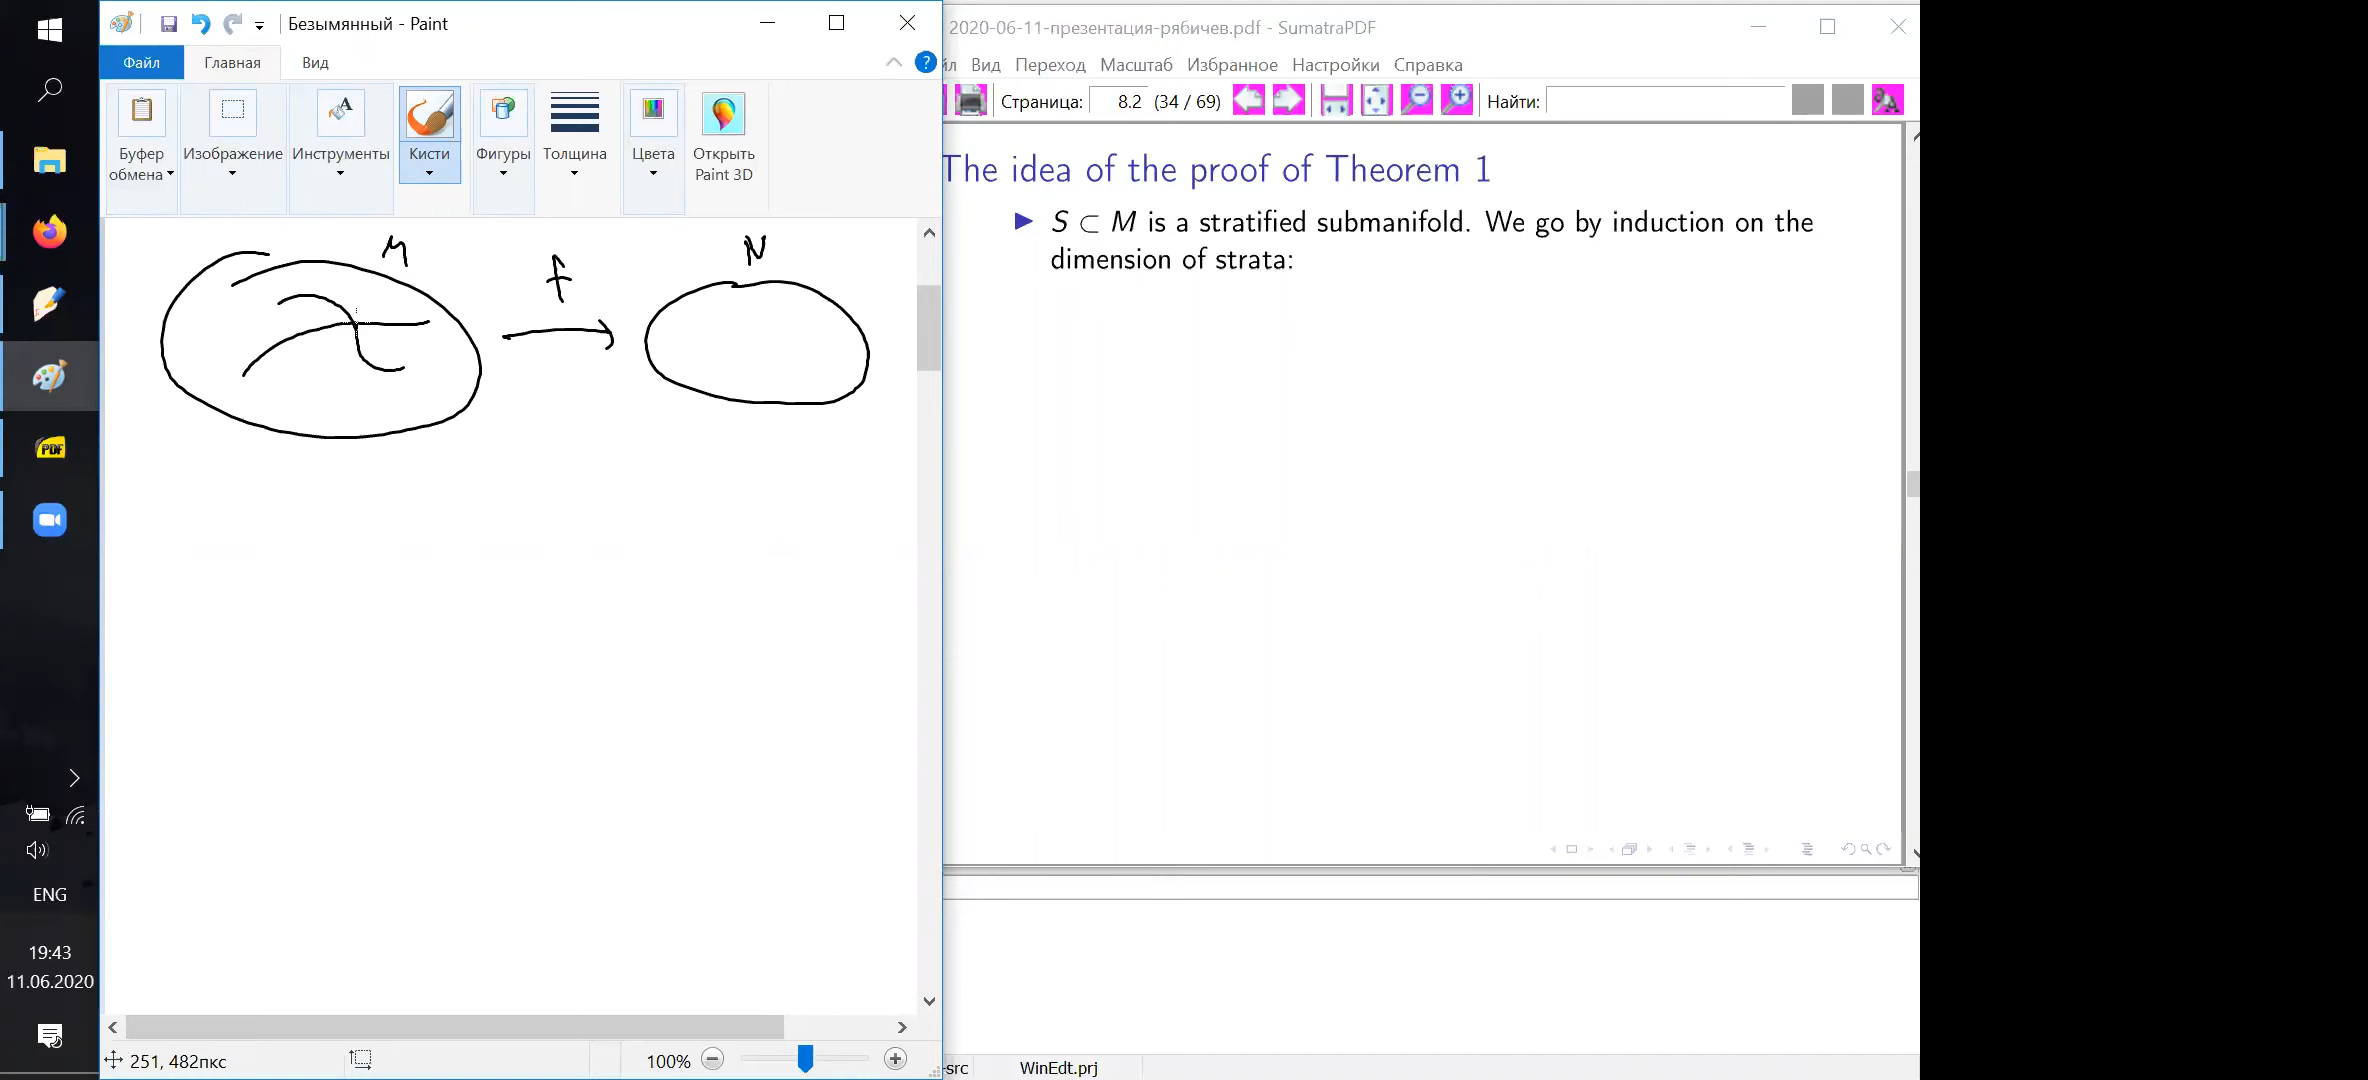 Безымянный - Paint
Файл Главная Вид
Буфер обмена Изображение Инструменты Кисти Фигуры Толщина Цвета Открыть Paint 3D
M
f
N
251, 482пкс
100%
PDF
ENG
19:43
11.06.2020
2020-06-11-презентация-рябичев.pdf - SumatraPDF
йл Вид Переход Масштаб Избранное Настройки Справка
Страница: 8.2 (34 / 69) Найти:
The idea of the proof of Theorem 1
S ⊂ M is a stratified submanifold. We go by induction on the
dimension of strata:
-src WinEdt.prj